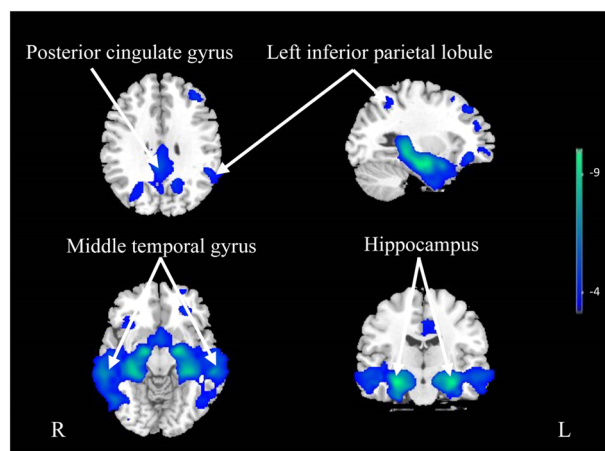 Posterior cingulate gyrus
Left inferior parietal lobule
-9
-4
Middle temporal gyrus
Hippocampus
R
L